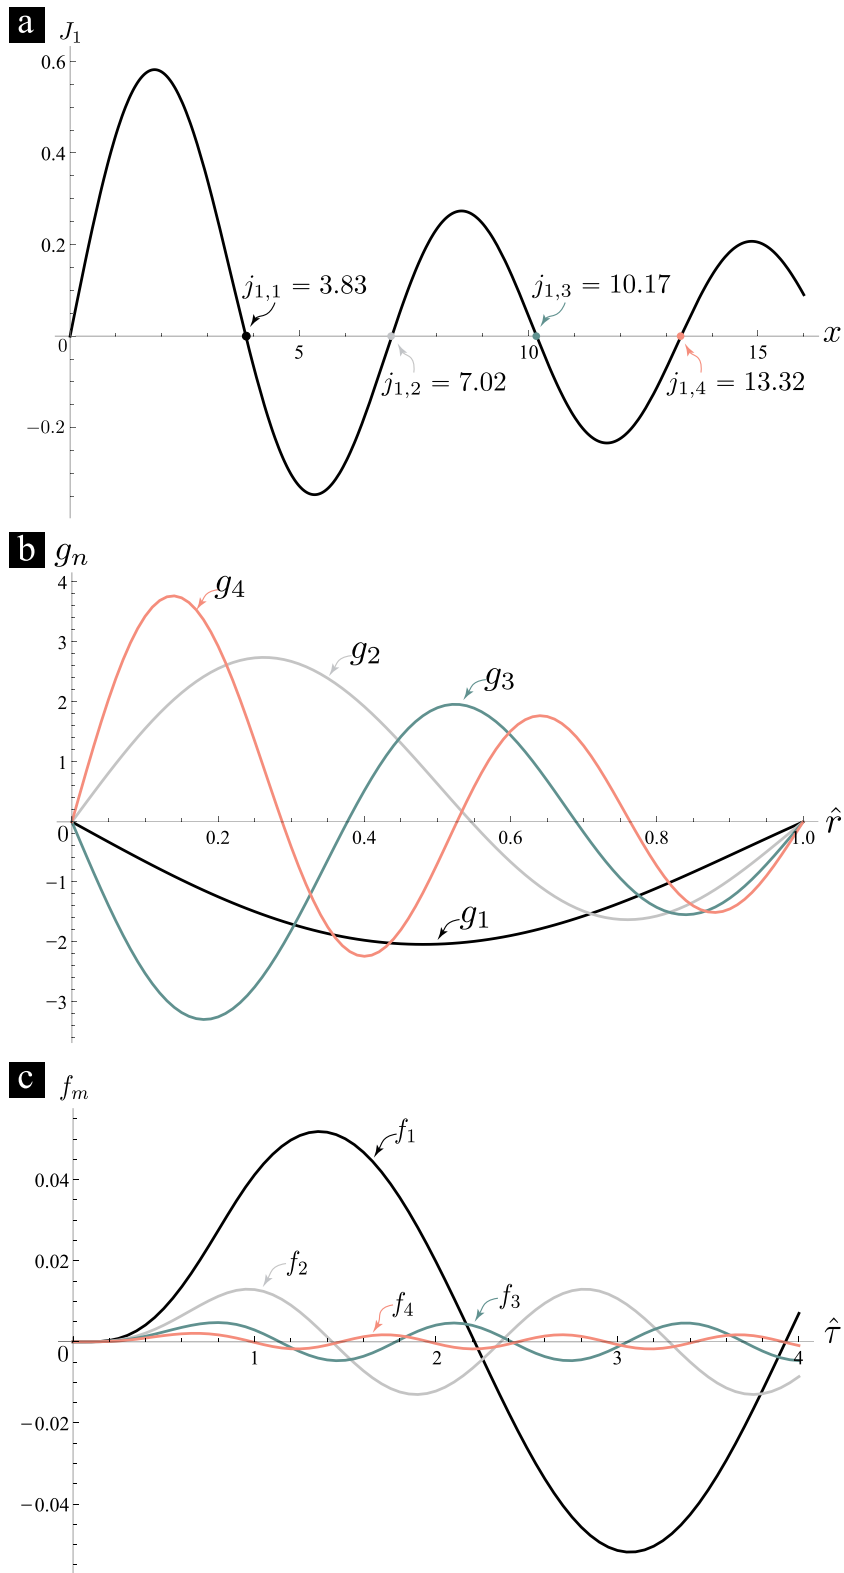 a
J₁
0.6
0.4
0.2
j₁,₁ = 3.83
j₁,₃ = 10.17
0
5
10
15
x
j₁,₂ = 7.02
j₁,₄ = 13.32
−0.2
b
gₙ
4
g₄
3
g₂
g₃
2
1
0
0.2
0.4
0.6
0.8
1.0
r̂
−1
g₁
−2
−3
c
fₘ
f₁
0.04
0.02
f₂
f₄
f₃
0
1
2
3
4
τ̂
−0.02
−0.04